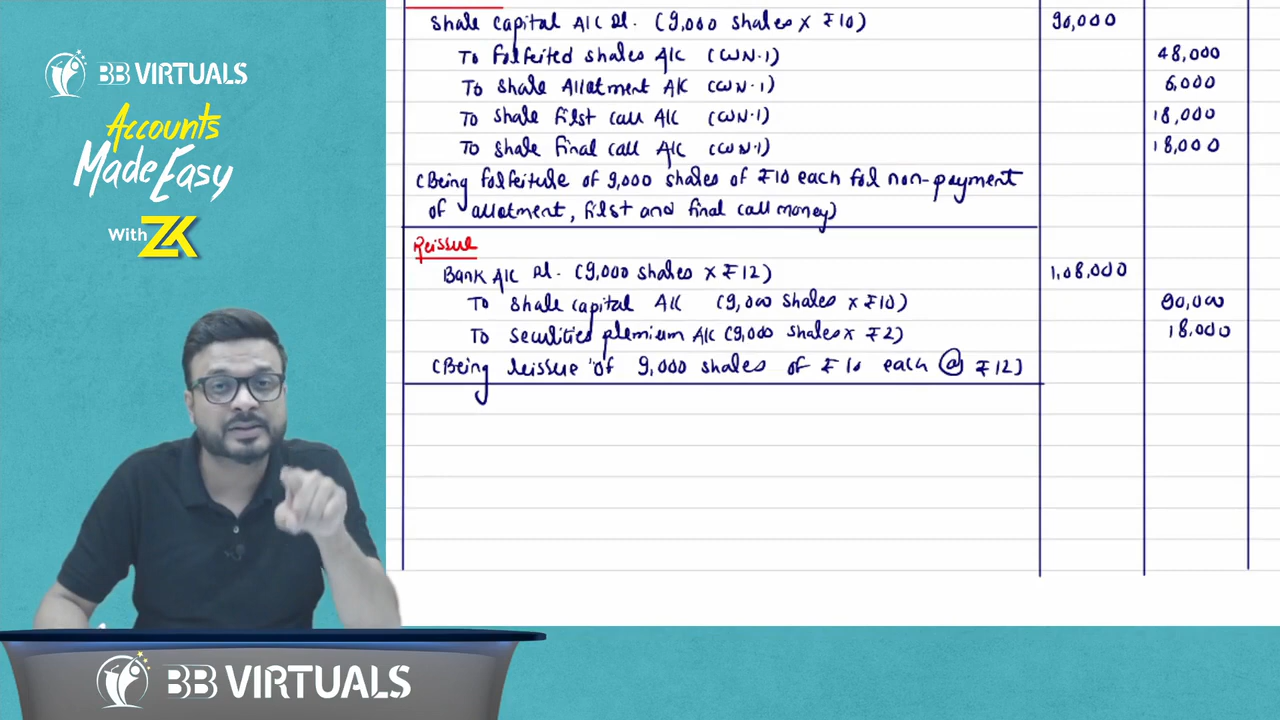 BB VIRTUALS
Accounts
Made Easy
With ZK
Share capital A/C Dr. (9,000 shares x ₹10) 90,000
To forfeited shares A/C (WN.1) 48,000
To share Allotment A/C (WN.1) 6,000
To share first call A/C (WN.1) 18,000
To share final call A/C (WN.1) 18,000
(Being forfeiture of 9,000 shares of ₹10 each for non-payment
of allotment, first and final call money)
Reissue
Bank A/C Dr. (9,000 shares x ₹12) 1,08,000
To share capital A/C (9,000 shares x ₹10) 90,000
To securities premium A/C (9,000 shares x ₹2) 18,000
(Being reissue of 9,000 shares of ₹10 each @ ₹12)
BB VIRTUALS